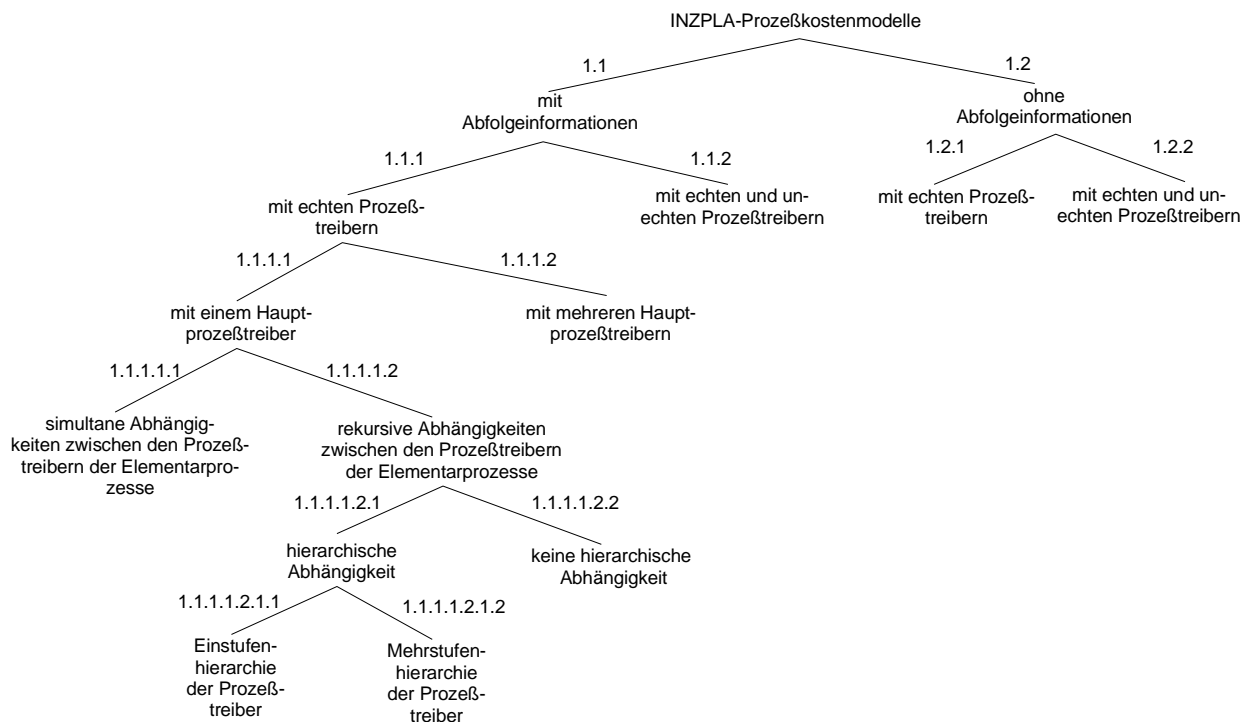 INZPLA-Prozeßkostenmodelle
1.1
1.2
mit
Abfolgeinformationen
ohne
Abfolgeinformationen
1.1.1
1.1.2
1.2.1
1.2.2
mit echten Prozeß-
treibern
mit echten und un-
echten Prozeßtreibern
mit echten Prozeß-
treibern
mit echten und un-
echten Prozeßtreibern
1.1.1.1
1.1.1.2
mit einem Haupt-
prozeßtreiber
mit mehreren Haupt-
prozeßtreibern
1.1.1.1.1
1.1.1.1.2
simultane Abhängig-
keiten zwischen den Prozeß-
treibern der Elementarpro-
zesse
rekursive Abhängigkeiten
zwischen den Prozeßtreibern
der Elementarprozesse
1.1.1.1.2.1
1.1.1.1.2.2
hierarchische
Abhängigkeit
keine hierarchische
Abhängigkeit
1.1.1.1.2.1.1
1.1.1.1.2.1.2
Einstufen-
hierarchie
der Prozeß-
treiber
Mehrstufen-
hierarchie
der Prozeß-
treiber